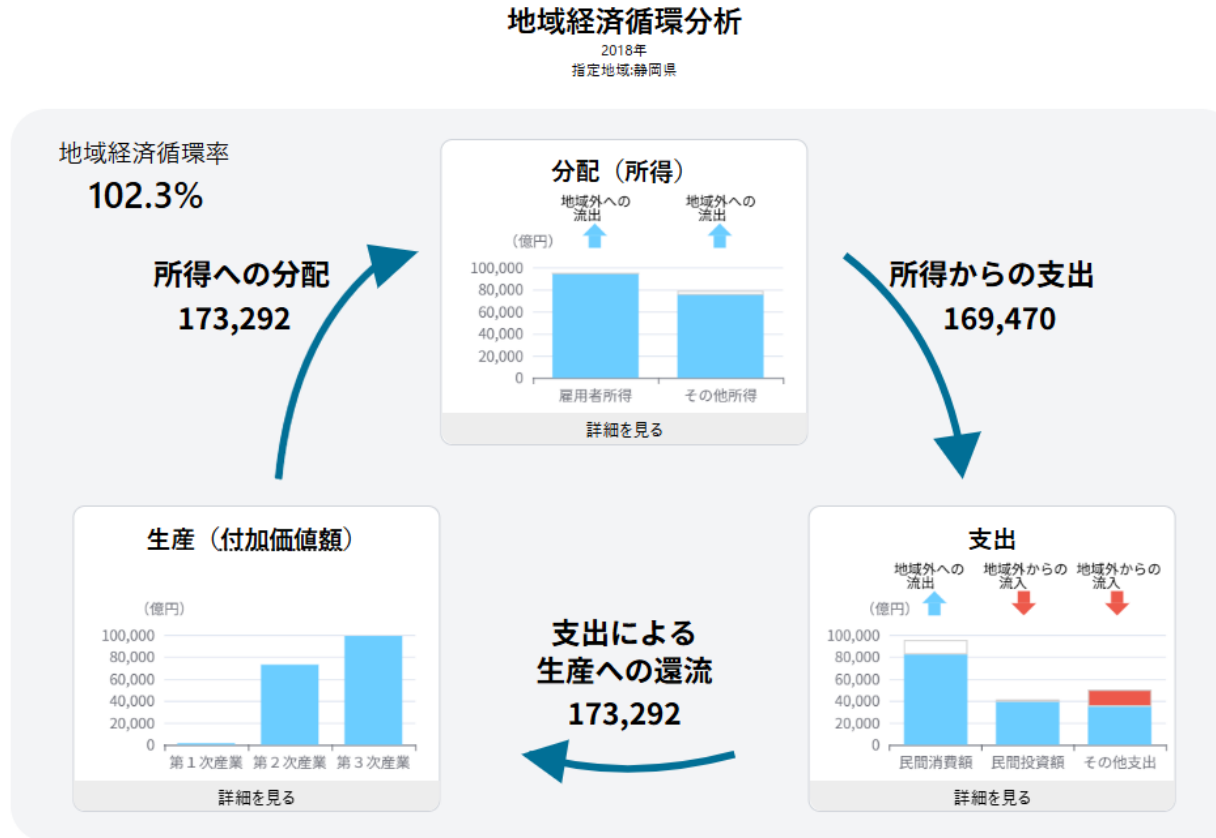 地域経済循環分析
2018年
指定地域:静岡県
地域経済循環率
102.3%
所得への分配
173,292
分配（所得）
地域外への
流出
地域外への
流出
（億円）
100,000
80,000
60,000
40,000
20,000
0
雇用者所得
その他所得
詳細を見る
所得からの支出
169,470
生産（付加価値額）
（億円）
100,000
80,000
60,000
40,000
20,000
0
第１次産業
第２次産業
第３次産業
詳細を見る
支出による
生産への還流
173,292
支出
地域外への
流出
地域外からの
流入
地域外からの
流入
（億円）
100,000
80,000
60,000
40,000
20,000
0
民間消費額
民間投資額
その他支出
詳細を見る